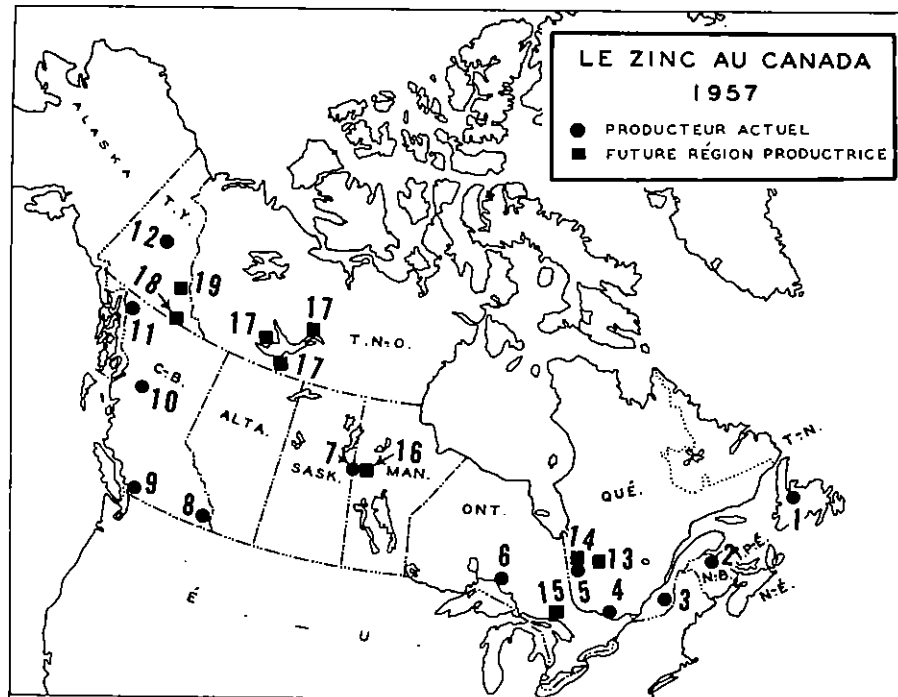 LE ZINC AU CANADA
1957
PRODUCTEUR ACTUEL
FUTURE RÉGION PRODUCTRICE
ALASKA
T.Y.
12
18
19
11
17
17
17
T.N.-O.
C.-B.
10
ALTA.
7
16
SASK.
MAN.
9
8
ONT.
QUÉ.
T.-N.
1
14
13
6
5
15
4
3
2
N.-B.
I.P.-É.
N.-É.
É
-
U